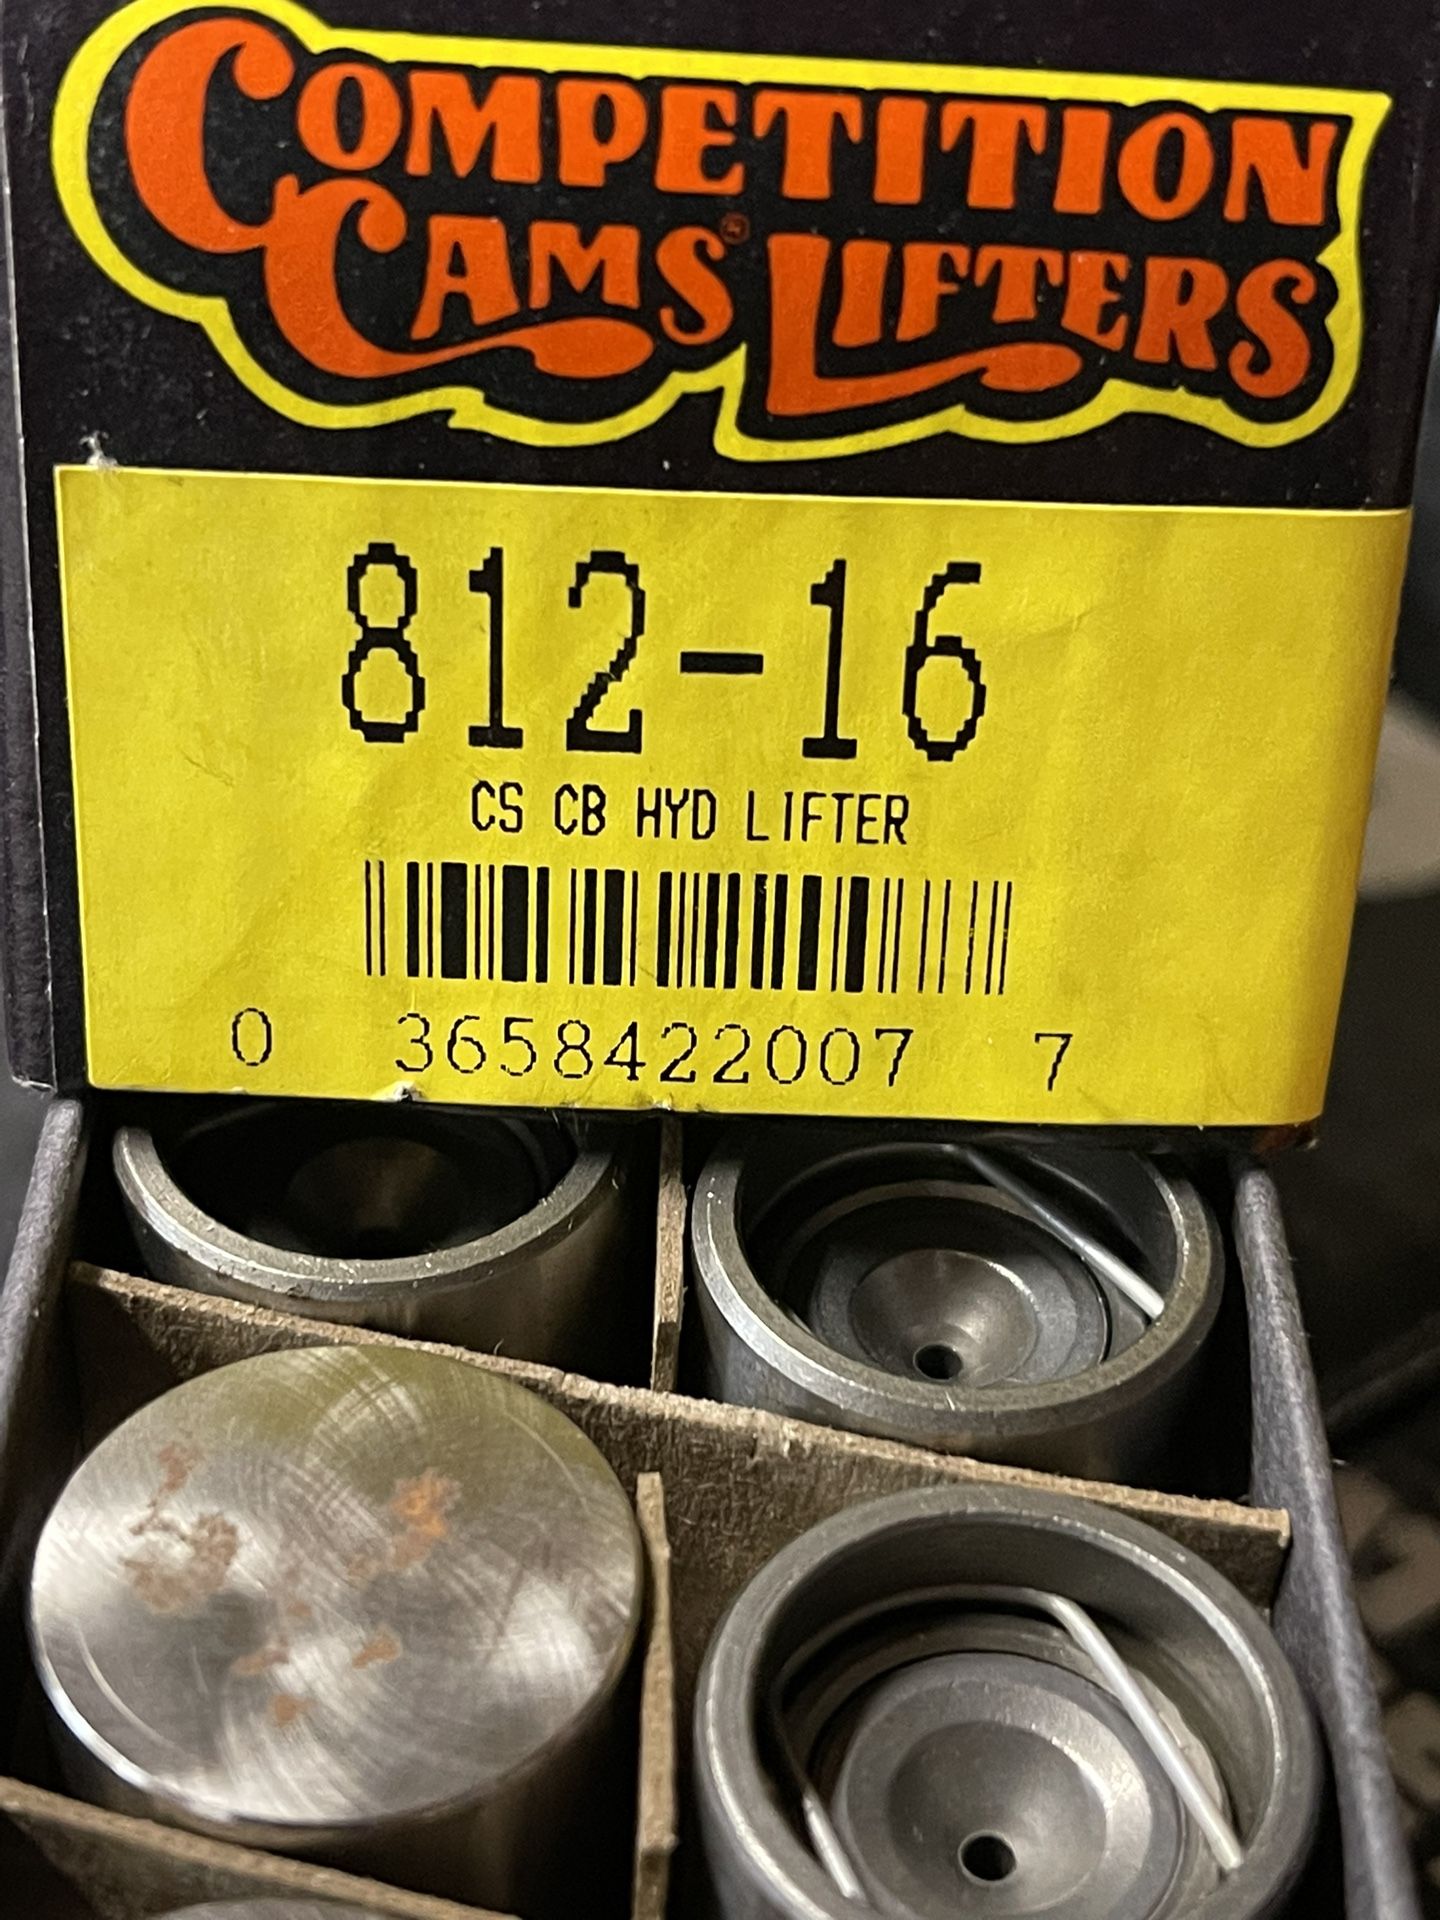 COMPETITION
CAMS® LIFTERS
812-16
CS CB HYD LIFTER
0 3658422007 7